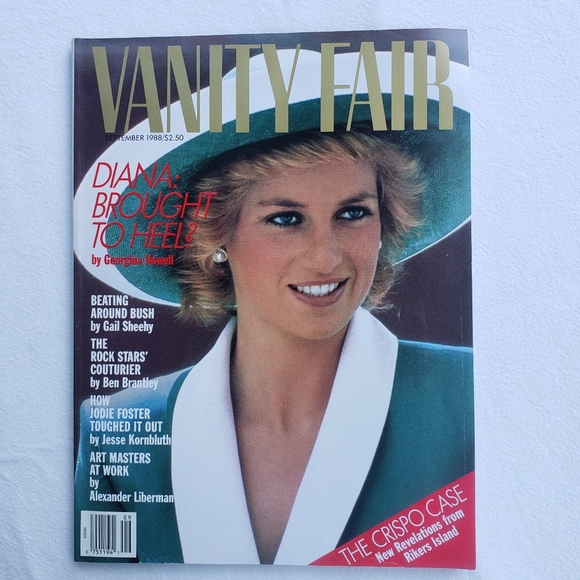 VANITY FAIR
SEPTEMBER 1988/$2.50
DIANA:
BROUGHT
TO HEEL?
by Georgina Howell
BEATING
AROUND BUSH
by Gail Sheehy
THE
ROCK STARS'
COUTURIER
by Ben Brantley
HOW
JODIE FOSTER
TOUGHED IT OUT
by Jesse Kornbluth
ART MASTERS
AT WORK
by
Alexander Liberman
THE CRISPO CASE
New Revelations from
Rikers Island
09